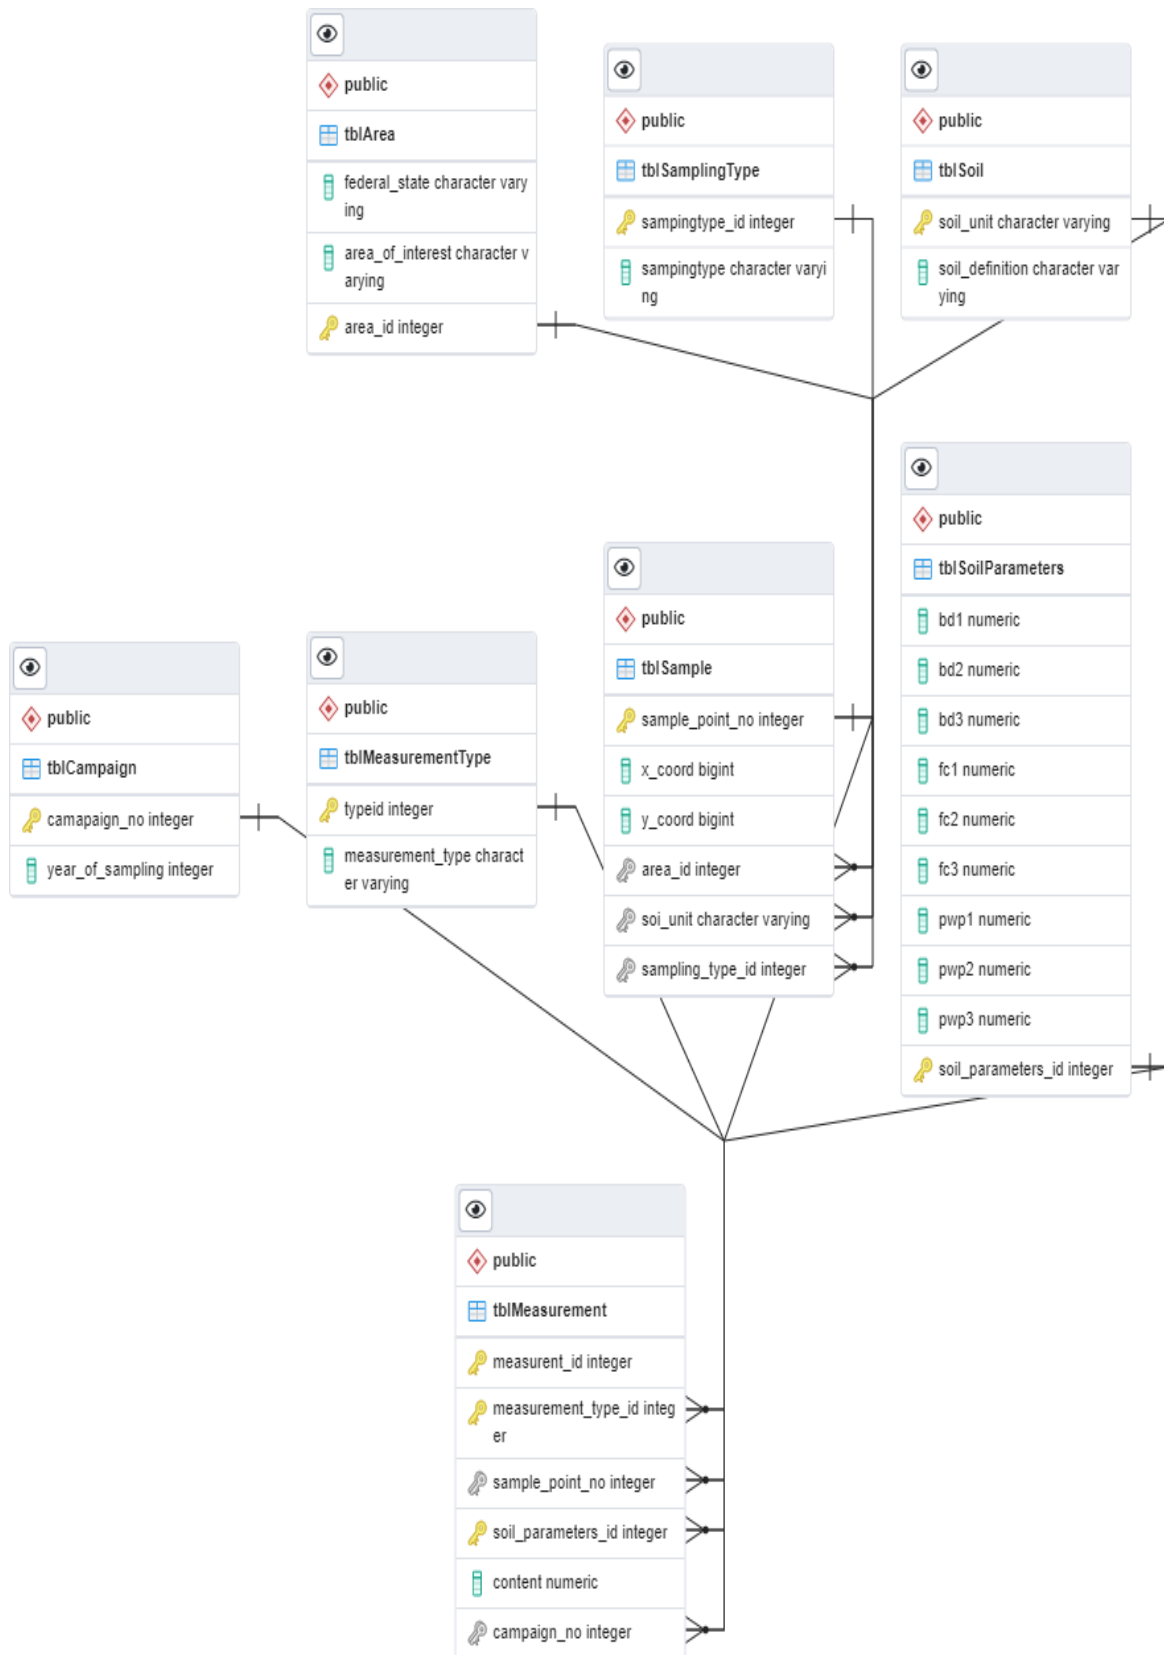 public
tblArea
federal_state character vary
ing
area_of_interest character v
arying
area_id integer
public
tblSamplingType
sampingtype_id integer
sampingtype character varyi
ng
public
tblSoil
soil_unit character varying
soil_definition character var
ying
public
tblCampaign
camapaign_no integer
year_of_sampling integer
public
tblMeasurementType
typeid integer
measurement_type charact
er varying
public
tblSample
sample_point_no integer
x_coord bigint
y_coord bigint
area_id integer
soi_unit character varying
sampling_type_id integer
public
tblSoilParameters
bd1 numeric
bd2 numeric
bd3 numeric
fc1 numeric
fc2 numeric
fc3 numeric
pwp1 numeric
pwp2 numeric
pwp3 numeric
soil_parameters_id integer
public
tblMeasurement
measurent_id integer
measurement_type_id integ
er
sample_point_no integer
soil_parameters_id integer
content numeric
campaign_no integer